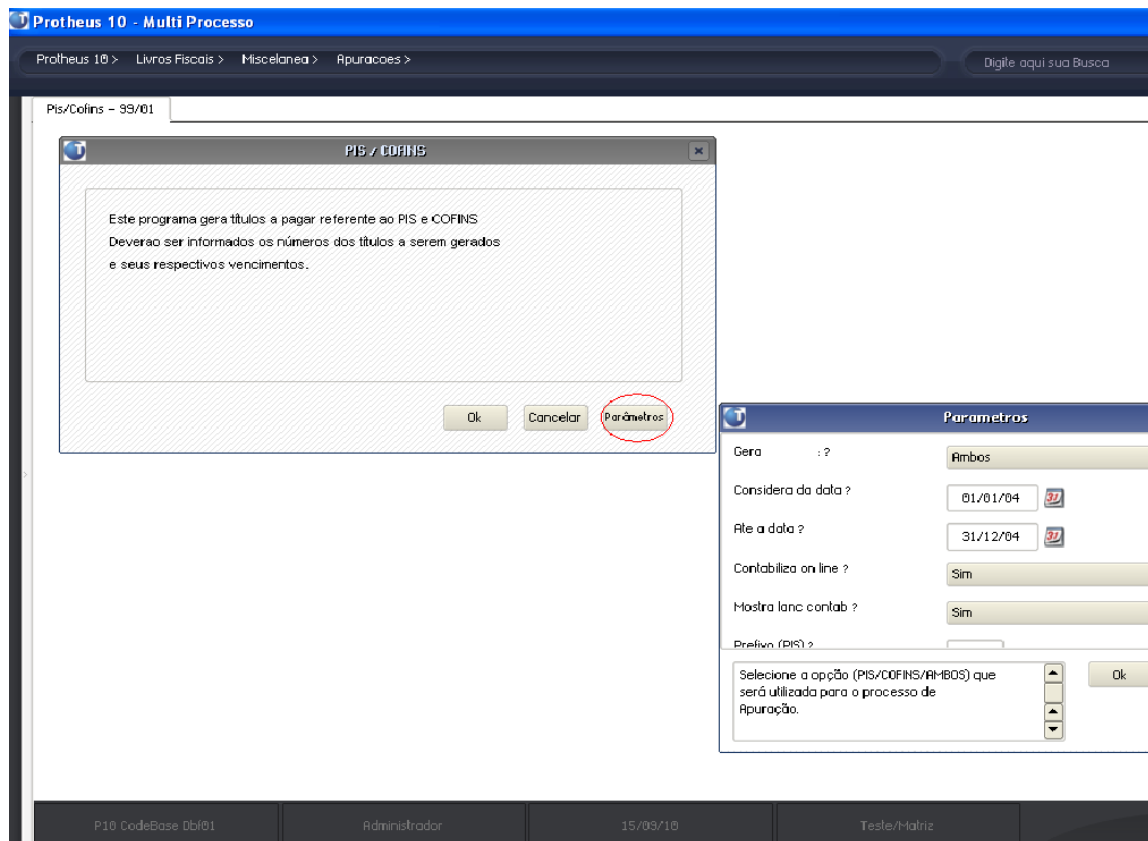 Protheus 10 - Multi Processo
Protheus 10 > Livros Fiscais > Miscelanea > Apuracoes >
Digite aqui sua Busca
Pis/Cofins - 99/01
PIS / COFINS
Este programa gera títulos a pagar referente ao PIS e COFINS
Deverao ser informados os números dos títulos a serem gerados
e seus respectivos vencimentos.
Ok Cancelar Parâmetros
Parametros
Gera : ? Ambos
Considera da data ? 01/01/04
31
Ate a data ? 31/12/04
31
Contabiliza on line ? Sim
Mostra lanc contab ? Sim
Prefixo (PIS) ?
Selecione a opção (PIS/COFINS/AMBOS) que
será utilizada para o processo de
Apuração.
Ok
P10 CodeBase Dbf01 Administrador 15/09/10 Teste/Matriz